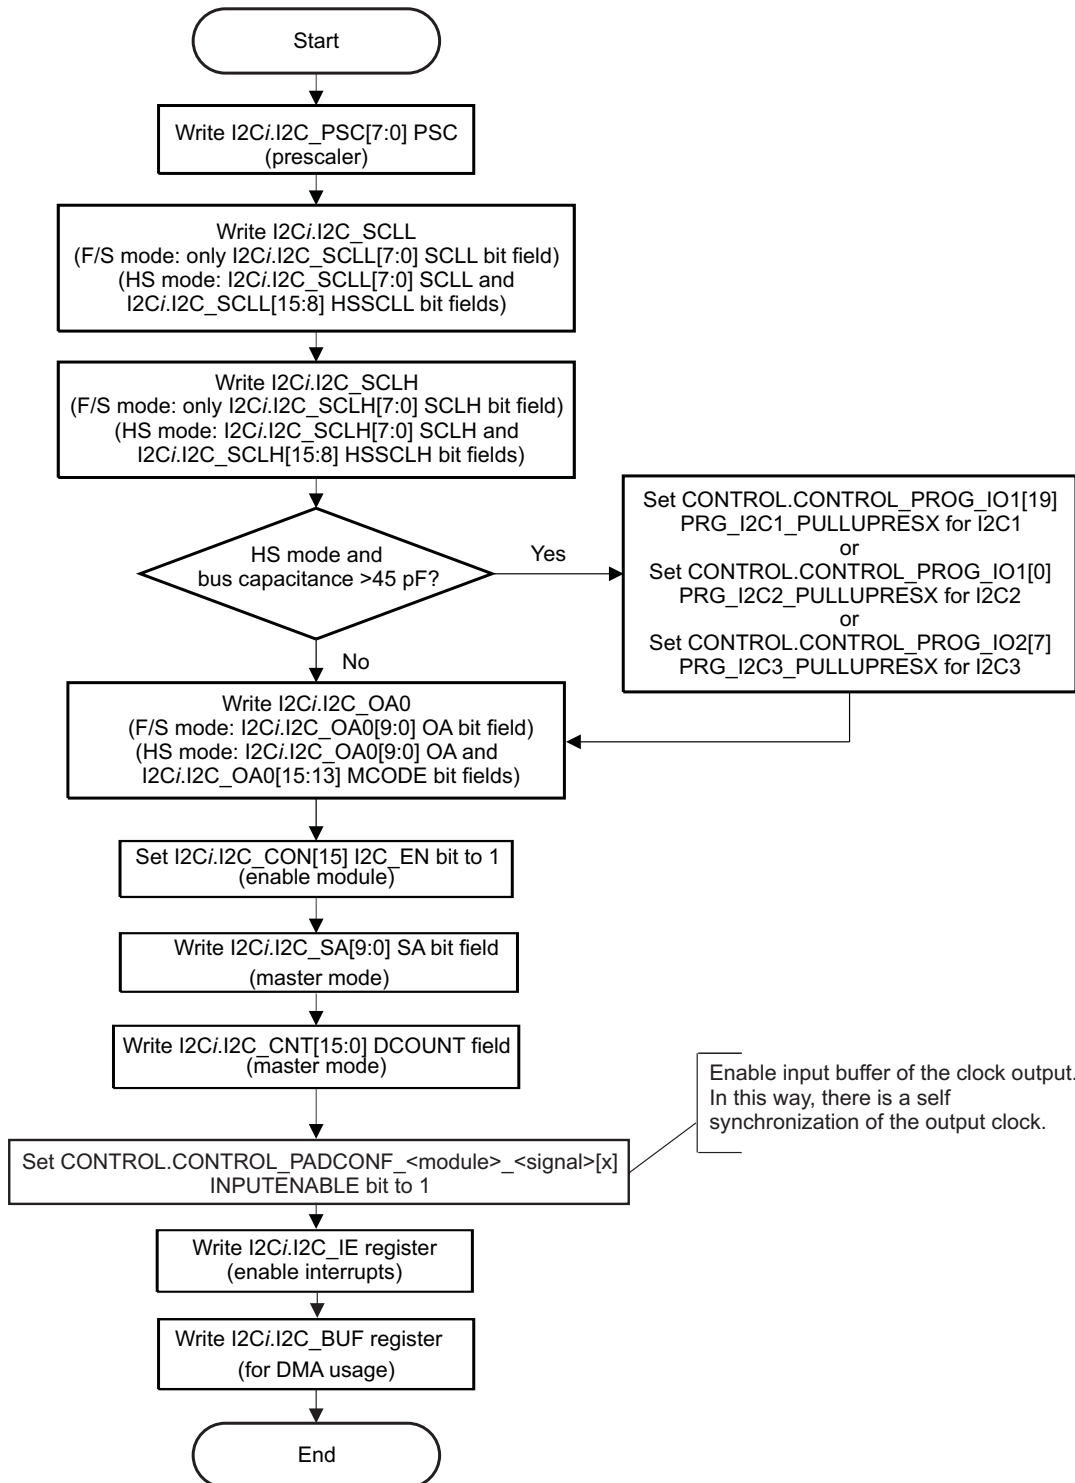 Start
Write I2Ci.I2C_PSC[7:0] PSC
(prescaler)
Write I2Ci.I2C_SCLL
(F/S mode: only I2Ci.I2C_SCLL[7:0] SCLL bit field)
(HS mode: I2Ci.I2C_SCLL[7:0] SCLL and
I2Ci.I2C_SCLL[15:8] HSSCLL bit fields)
Write I2Ci.I2C_SCLH
(F/S mode: only I2Ci.I2C_SCLH[7:0] SCLH bit field)
(HS mode: I2Ci.I2C_SCLH[7:0] SCLH and
I2Ci.I2C_SCLH[15:8] HSSCLH bit fields)
HS mode and
bus capacitance >45 pF?
Yes
Set CONTROL.CONTROL_PROG_IO1[19]
PRG_I2C1_PULLUPRESX for I2C1
or
Set CONTROL.CONTROL_PROG_IO1[0]
PRG_I2C2_PULLUPRESX for I2C2
or
Set CONTROL.CONTROL_PROG_IO2[7]
PRG_I2C3_PULLUPRESX for I2C3
No
Write I2Ci.I2C_OA0
(F/S mode: I2Ci.I2C_OA0[9:0] OA bit field)
(HS mode: I2Ci.I2C_OA0[9:0] OA and
I2Ci.I2C_OA0[15:13] MCODE bit fields)
Set I2Ci.I2C_CON[15] I2C_EN bit to 1
(enable module)
Write I2Ci.I2C_SA[9:0] SA bit field
(master mode)
Write I2Ci.I2C_CNT[15:0] DCOUNT field
(master mode)
Enable input buffer of the clock output.
In this way, there is a self
synchronization of the output clock.
Set CONTROL.CONTROL_PADCONF_<module>_<signal>[x]
INPUTENABLE bit to 1
Write I2Ci.I2C_IE register
(enable interrupts)
Write I2Ci.I2C_BUF register
(for DMA usage)
End